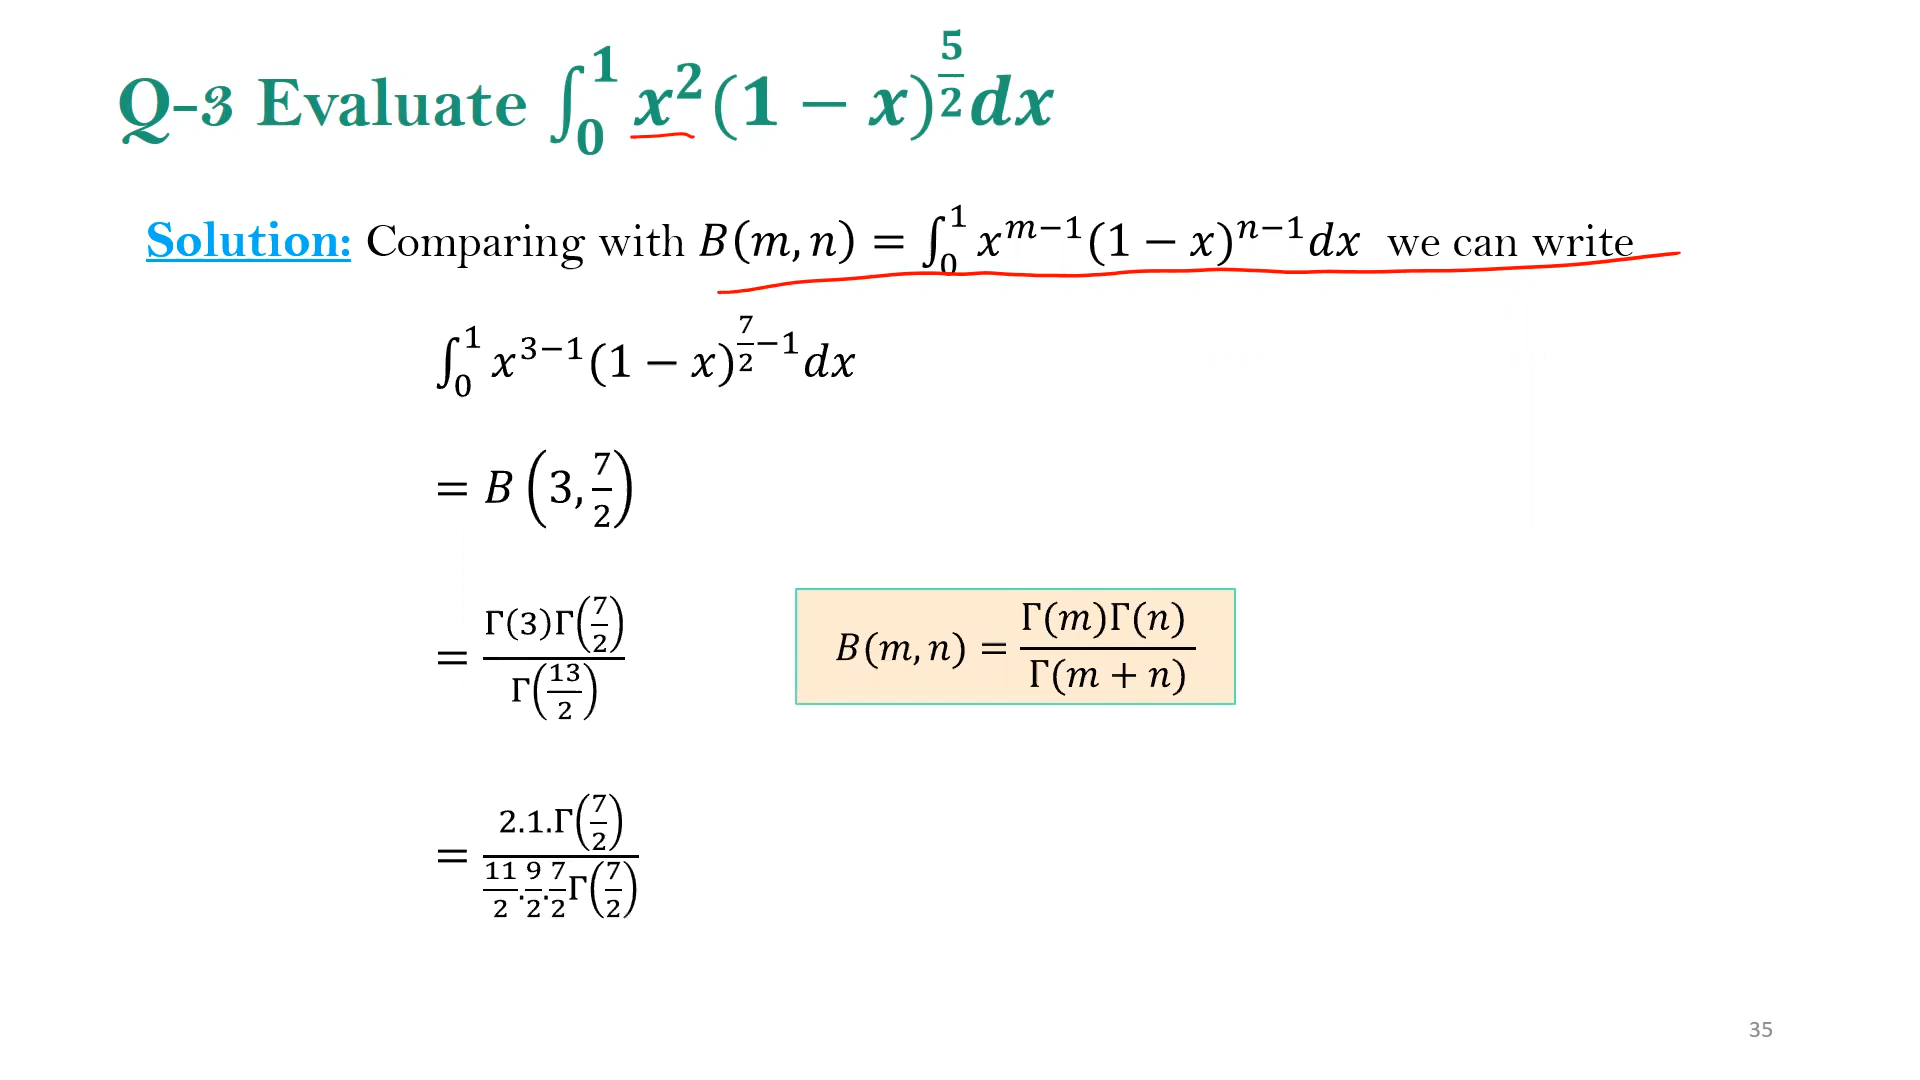 Q-3 Evaluate ∫₀¹ x²(1 − x)^(5/2) dx
Solution: Comparing with B(m, n) = ∫₀¹ x^(m−1)(1 − x)^(n−1) dx we can write
∫₀¹ x^(3−1)(1 − x)^(7/2−1) dx
= B(3, 7/2)
= Γ(3)Γ(7/2) / Γ(13/2)
B(m, n) = Γ(m)Γ(n) / Γ(m + n)
= 2.1.Γ(7/2) / 11/2.9/2.7/2Γ(7/2)
35